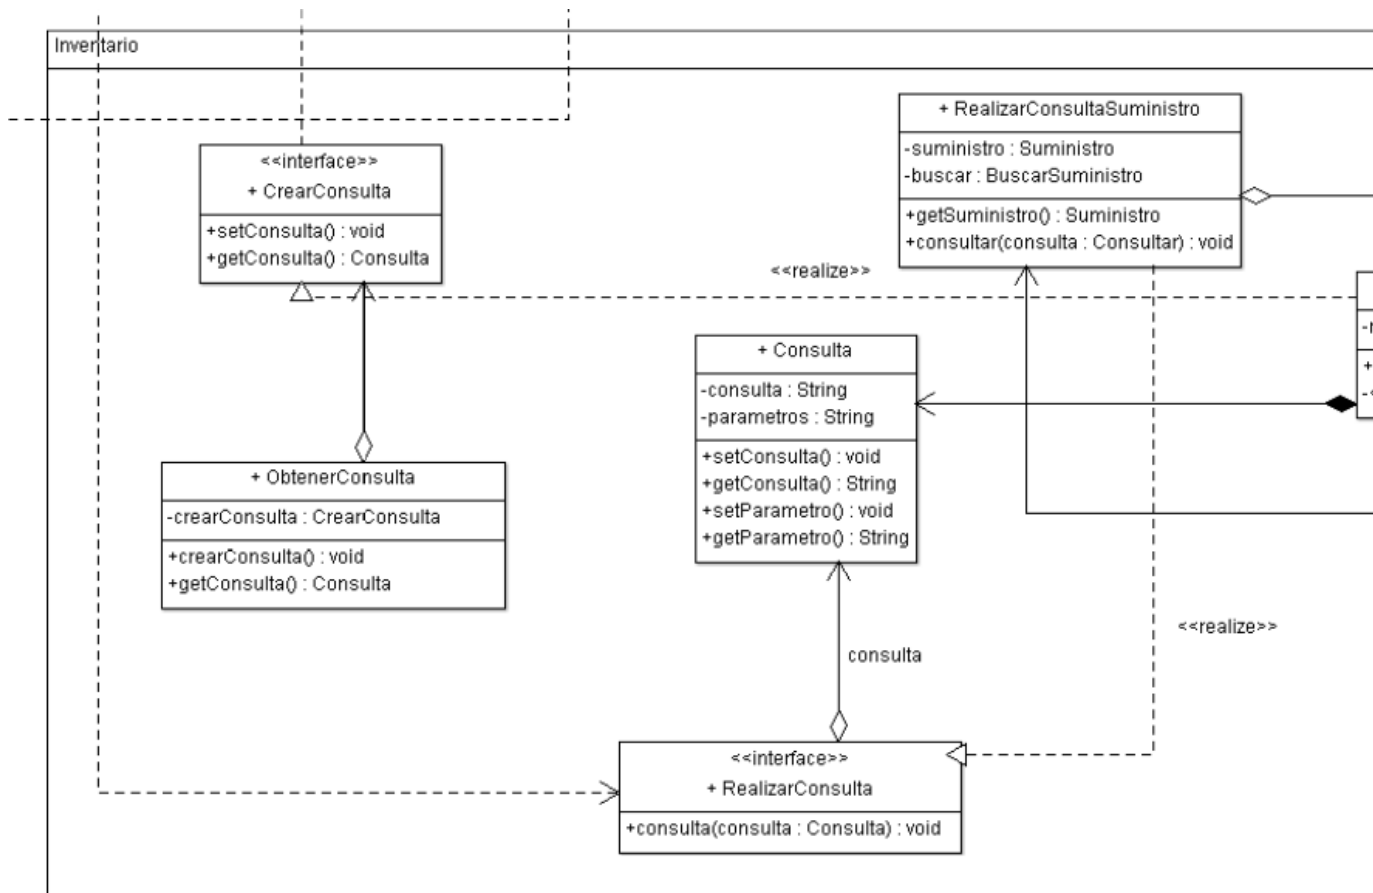 Inventario
+ RealizarConsultaSuministro
-suministro : Suministro
-buscar : BuscarSuministro
+getSuministro() : Suministro
+consultar(consulta : Consultar) : void
<<interface>>
+ CrearConsulta
+setConsulta() : void
+getConsulta() : Consulta
<<realize>>
+ Consulta
-consulta : String
-parametros : String
+setConsulta() : void
+getConsulta() : String
+setParametro() : void
+getParametro() : String
+ ObtenerConsulta
-crearConsulta : CrearConsulta
+crearConsulta() : void
+getConsulta() : Consulta
<<realize>>
consulta
<<interface>>
+ RealizarConsulta
+consulta(consulta : Consulta) : void